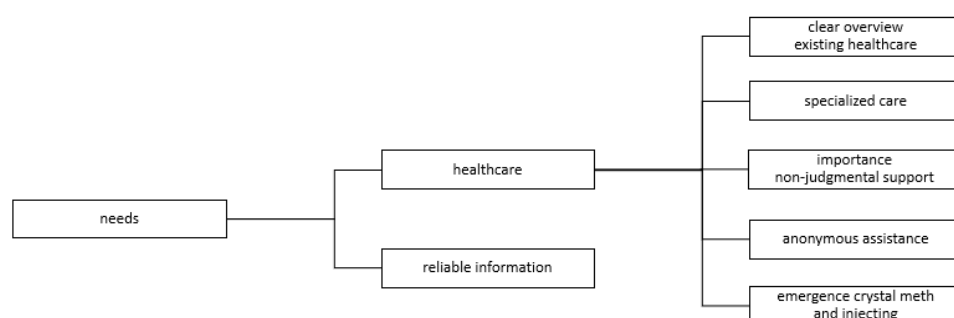 needs
healthcare
reliable information
clear overview
existing healthcare
specialized care
importance
non-judgmental support
anonymous assistance
emergence crystal meth
and injecting